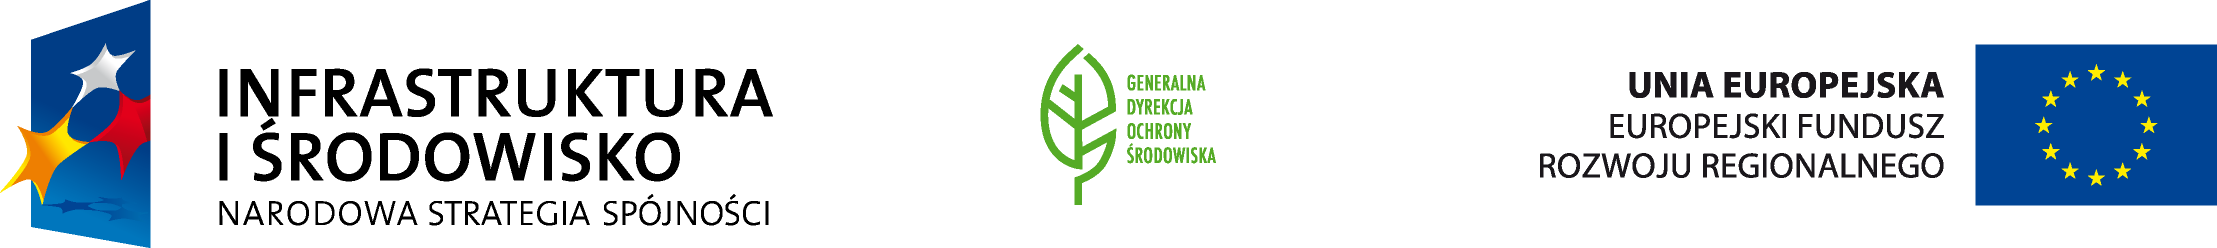 INFRASTRUKTURA
I ŚRODOWISKO
NARODOWA STRATEGIA SPÓJNOŚCI
GENERALNA
DYREKCJA
OCHRONY
ŚRODOWISKA
UNIA EUROPEJSKA
EUROPEJSKI FUNDUSZ
ROZWOJU REGIONALNEGO